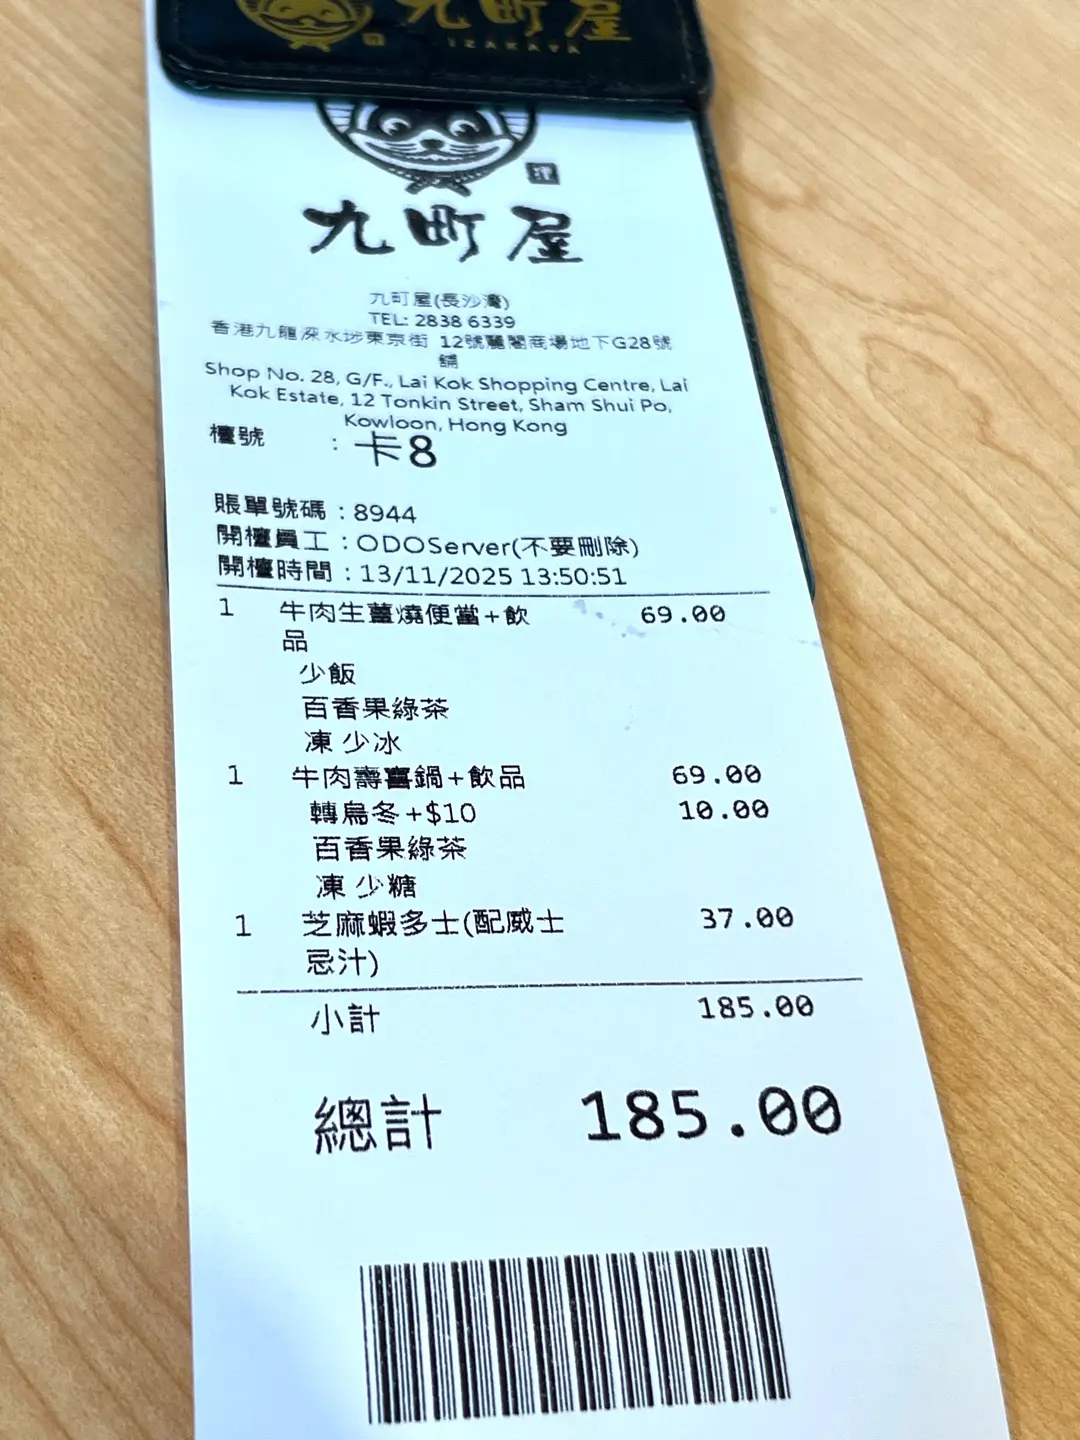 九町屋
IZAKAYA
九町屋
九町屋(長沙灣)
TEL: 2838 6339
香港九龍深水埗東京街 12號麗閣商場地下G28號
舖
Shop No. 28, G/F., Lai Kok Shopping Centre, Lai
Kok Estate, 12 Tonkin Street, Sham Shui Po,
Kowloon, Hong Kong
檯號 : 卡8
賬單號碼 : 8944
開檯員工 : ODOServer(不要刪除)
開檯時間 : 13/11/2025 13:50:51
1 牛肉生薑燒便當+飲 69.00
品
少飯
百香果綠茶
凍 少冰
1 牛肉壽喜鍋+飲品 69.00
轉烏冬+$10 10.00
百香果綠茶
凍 少糖
1 芝麻蝦多士(配威士 37.00
忌汁)
小計 185.00
總計 185.00